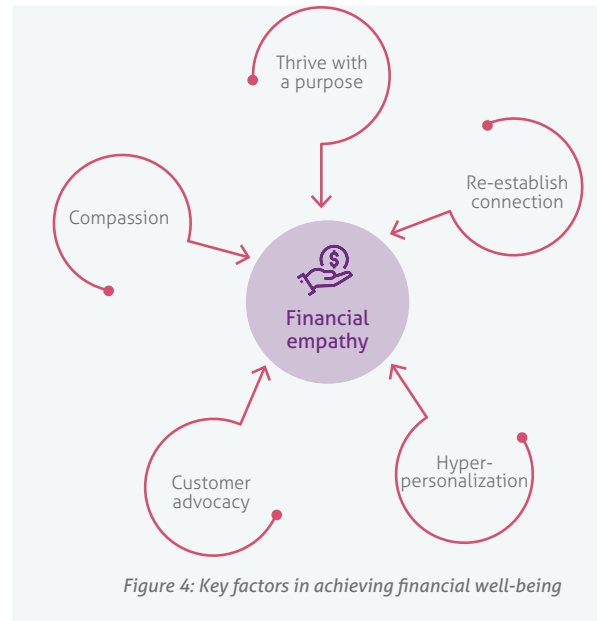 Thrive with
a purpose
Re-establish
connection
Compassion
$
Financial
empathy
Hyper-
personalization
Customer
advocacy
Figure 4: Key factors in achieving financial well-being